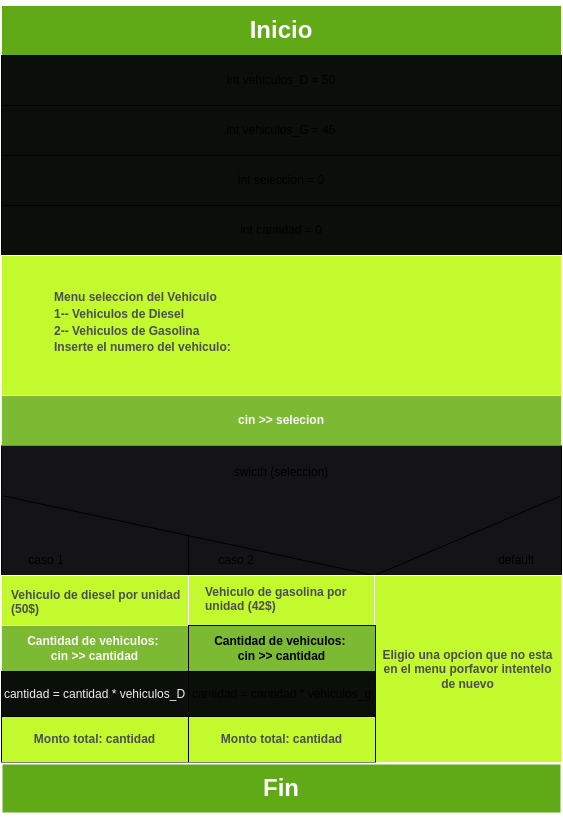 Inicio
int vehiculos_D = 50
int vehiculos_G = 45
int seleccion = 0
int cantidad = 0
Menu seleccion del Vehiculo
1-- Vehiculos de Diesel
2-- Vehiculos de Gasolina
Inserte el numero del vehiculo:
cin >> selecion
swicth (seleccion)
caso 1
caso 2
default
Vehiculo de diesel por unidad
(50$)
Cantidad de vehiculos:
cin >> cantidad
cantidad = cantidad * vehiculos_D
Monto total: cantidad
Vehiculo de gasolina por
unidad (42$)
Cantidad de vehiculos:
cin >> cantidad
cantidad = cantidad * vehiculos_g
Monto total: cantidad
Eligio una opcion que no esta
en el menu porfavor intentelo
de nuevo
Fin